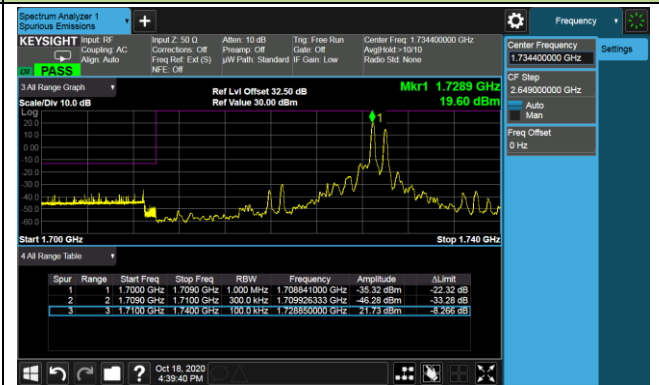 Spectrum Analyzer 1
Spurious Emissions
Frequency
KEYSIGHT
Input: RF
Coupling: AC
Align: Auto
Input Z: 50 Ω
Corrections: Off
Freq Ref: Ext (S)
NFE: Off
Atten: 10 dB
Preamp: Off
µW Path: Standard
Trig: Free Run
Gate: Off
IF Gain: Low
Center Freq: 1.734400000 GHz
Avg|Hold:>10/10
Radio Std: None
PASS
Center Frequency
1.734400000 GHz
Settings
CF Step
2.649000000 GHz
Auto
Man
Freq Offset
0 Hz
3 All Range Graph
Scale/Div 10.0 dB
Ref Lvl Offset 32.50 dB
Ref Value 30.00 dBm
Mkr1 1.7289 GHz
19.60 dBm
Log
20.0
10.0
0.00
-10.0
-20.0
-30.0
-40.0
-50.0
-60.0
1
Start 1.700 GHz Stop 1.740 GHz
4 All Range Table
Spur Range Start Freq Stop Freq RBW Frequency Amplitude ΔLimit
1 1 1.7000 GHz 1.7090 GHz 1.000 MHz 1.708841000 GHz -35.32 dBm -22.32 dB
2 2 1.7090 GHz 1.7100 GHz 300.0 kHz 1.709926333 GHz -46.28 dBm -33.28 dB
3 3 1.7100 GHz 1.7400 GHz 100.0 kHz 1.728850000 GHz 21.73 dBm -8.266 dB
Oct 18, 2020
4:39:40 PM